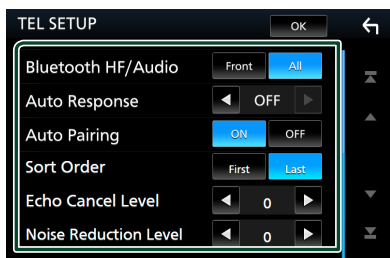 TEL SETUP OK
Bluetooth HF/Audio Front All
Auto Response OFF
Auto Pairing ON OFF
Sort Order First Last
Echo Cancel Level 0
Noise Reduction Level 0